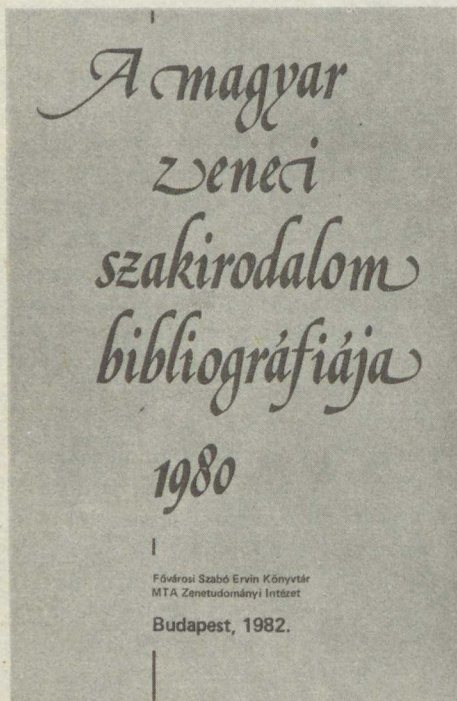 A magyar
zenei
szakirodalom
bibliográfiája
1980
Fővárosi Szabó Ervin Könyvtár
MTA Zenetudományi Intézet
Budapest, 1982.